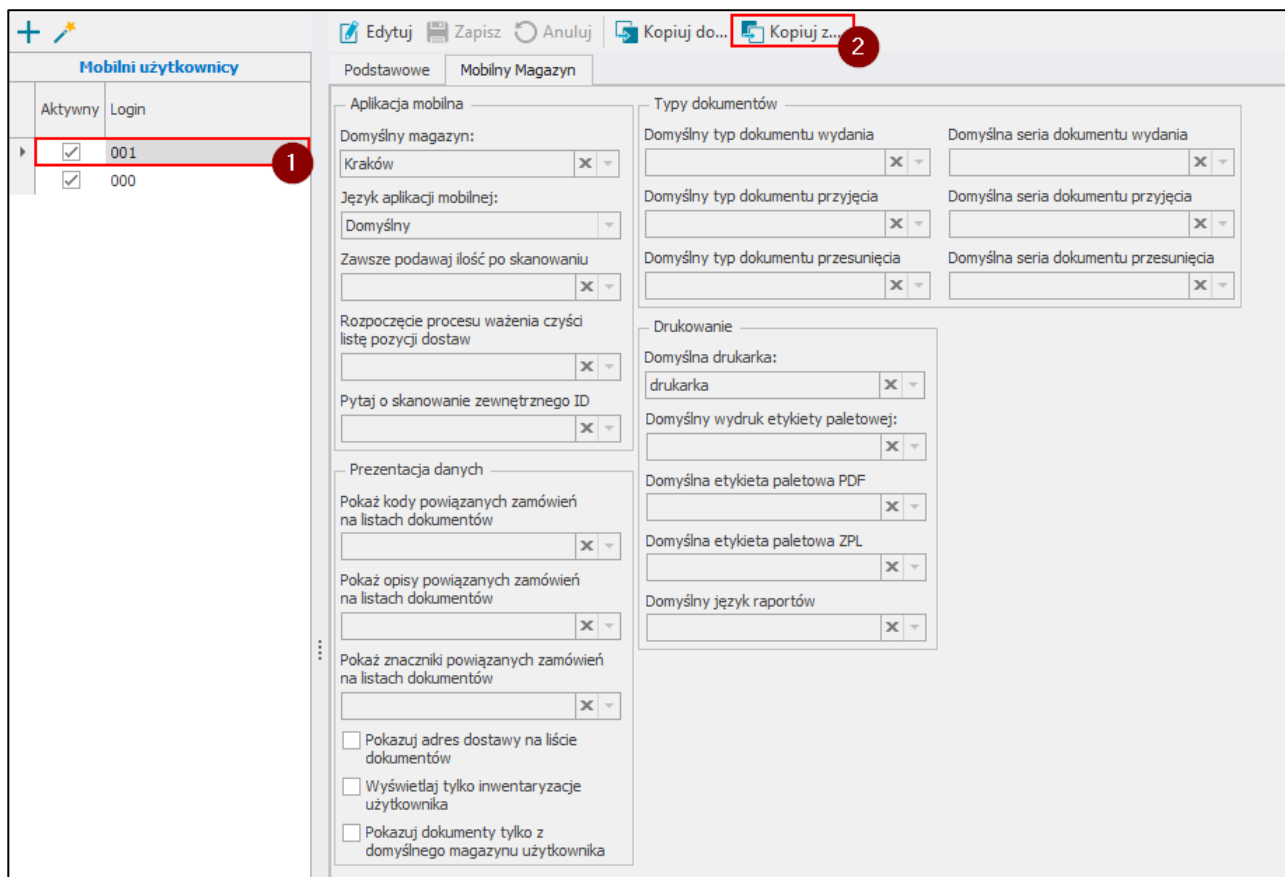 Mobilni użytkownicy
Aktywny Login
001
000
1
Edytuj Zapisz Anuluj Kopiuj do... Kopiuj z...
2
Podstawowe Mobilny Magazyn
Aplikacja mobilna
Domyślny magazyn:
Kraków
Język aplikacji mobilnej:
Domyślny
Zawsze podawaj ilość po skanowaniu
Rozpoczęcie procesu ważenia czyści
listę pozycji dostaw
Pytaj o skanowanie zewnętrznego ID
Prezentacja danych
Pokaż kody powiązanych zamówień
na listach dokumentów
Pokaż opisy powiązanych zamówień
na listach dokumentów
Pokaż znaczniki powiązanych zamówień
na listach dokumentów
Pokazuj adres dostawy na liście
dokumentów
Wyświetlaj tylko inwentaryzacje
użytkownika
Pokazuj dokumenty tylko z
domyślnego magazynu użytkownika
Typy dokumentów
Domyślny typ dokumentu wydania Domyślna seria dokumentu wydania
Domyślny typ dokumentu przyjęcia Domyślna seria dokumentu przyjęcia
Domyślny typ dokumentu przesunięcia Domyślna seria dokumentu przesunięcia
Drukowanie
Domyślna drukarka:
drukarka
Domyślny wydruk etykiety paletowej:
Domyślna etykieta paletowa PDF
Domyślna etykieta paletowa ZPL
Domyślny język raportów